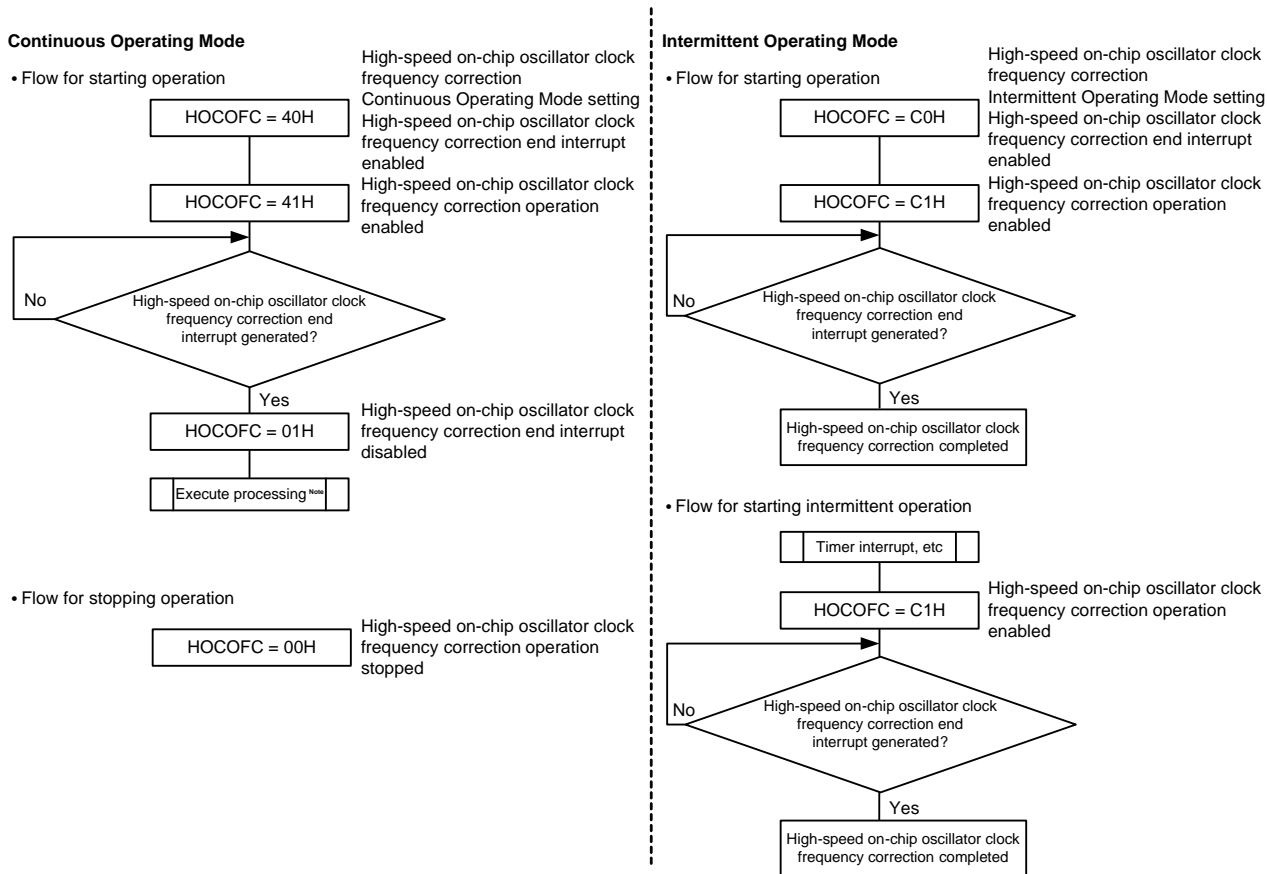 Continuous Operating Mode
• Flow for starting operation
HOCOFC = 40H
High-speed on-chip oscillator clock
frequency correction
Continuous Operating Mode setting
High-speed on-chip oscillator clock
frequency correction end interrupt
enabled
HOCOFC = 41H
High-speed on-chip oscillator clock
frequency correction operation
enabled
No
High-speed on-chip oscillator clock
frequency correction end
interrupt generated?
Yes
HOCOFC = 01H
High-speed on-chip oscillator clock
frequency correction end interrupt
disabled
Execute processing Note
• Flow for stopping operation
HOCOFC = 00H
High-speed on-chip oscillator clock
frequency correction operation
stopped
Intermittent Operating Mode
• Flow for starting operation
HOCOFC = C0H
High-speed on-chip oscillator clock
frequency correction
Intermittent Operating Mode setting
High-speed on-chip oscillator clock
frequency correction end interrupt
enabled
HOCOFC = C1H
High-speed on-chip oscillator clock
frequency correction operation
enabled
No
High-speed on-chip oscillator clock
frequency correction end
interrupt generated?
Yes
High-speed on-chip oscillator clock
frequency correction completed
• Flow for starting intermittent operation
Timer interrupt, etc
HOCOFC = C1H
High-speed on-chip oscillator clock
frequency correction operation
enabled
No
High-speed on-chip oscillator clock
frequency correction end
interrupt generated?
Yes
High-speed on-chip oscillator clock
frequency correction completed